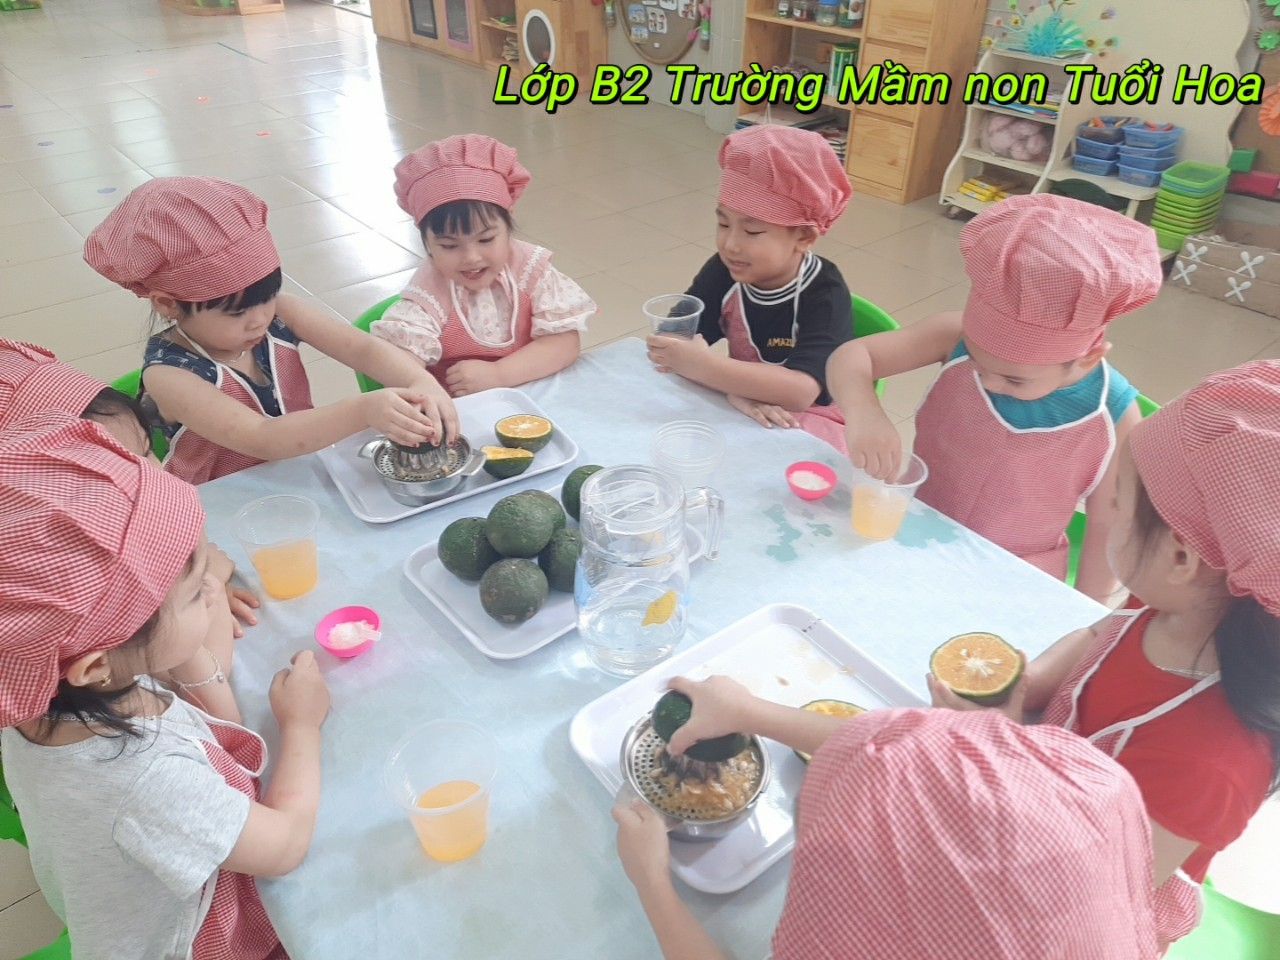 Lớp B2 Trường Mầm non Tuổi Hoa